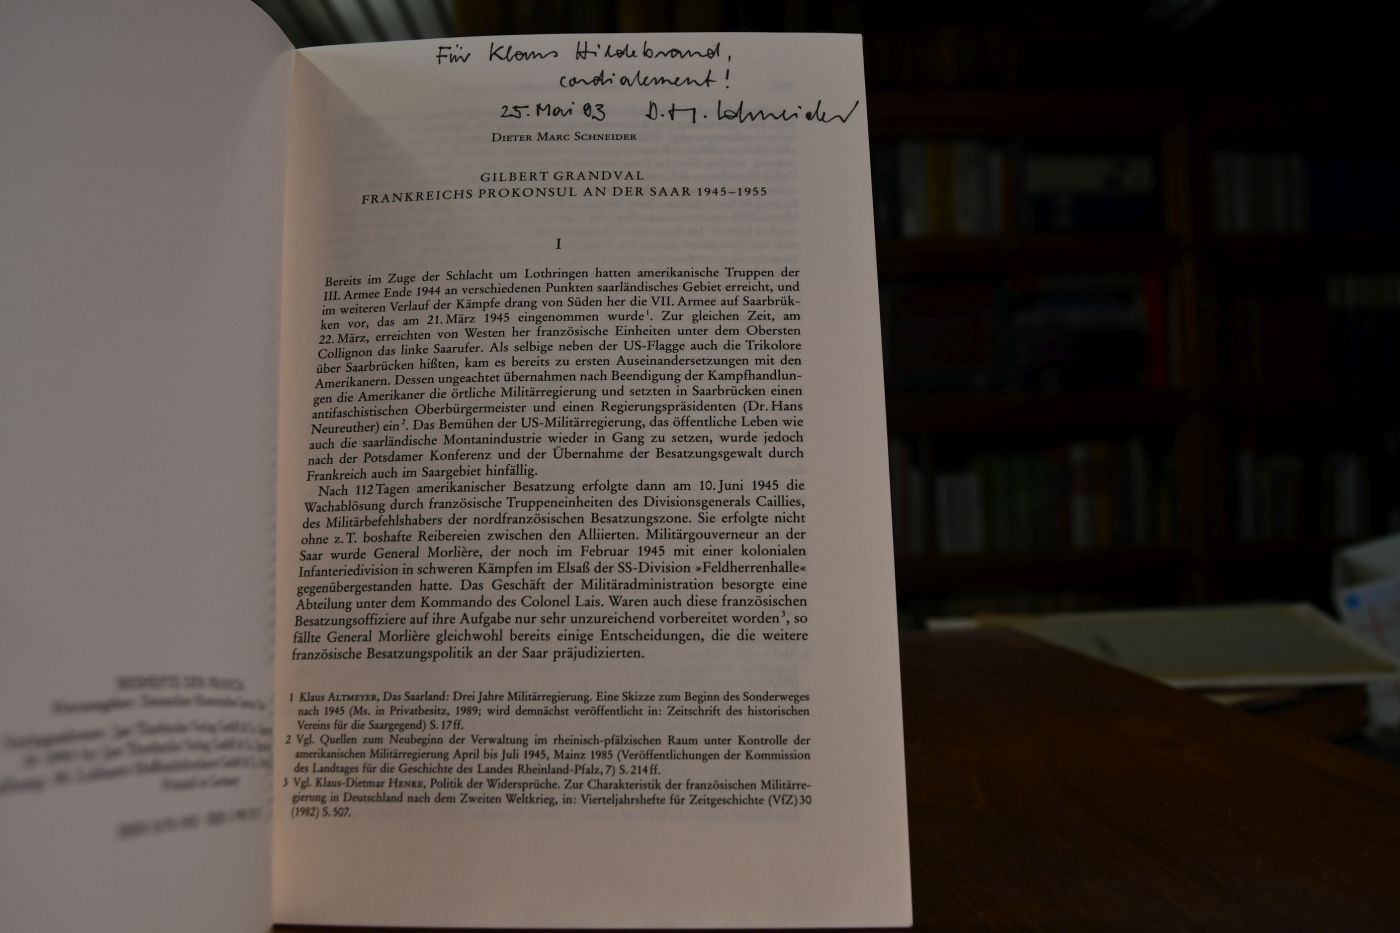 Für Klaus Hildebrand,
cordialement!
25. Mai 93 D.M. Schneider
DIETER MARC SCHNEIDER
GILBERT GRANDVAL
FRANKREICHS PROKONSUL AN DER SAAR 1945–1955
I
Bereits im Zuge der Schlacht um Lothringen hatten amerikanische Truppen der
III. Armee Ende 1944 an verschiedenen Punkten saarländisches Gebiet erreicht, und
im weiteren Verlauf der Kämpfe drang von Süden her die VII. Armee auf Saarbrük-
ken vor, das am 21. März 1945 eingenommen wurde¹. Zur gleichen Zeit, am
22. März, erreichten von Westen her französische Einheiten unter dem Obersten
Collignon das linke Saarufer. Als selbige neben der US-Flagge auch die Trikolore
über Saarbrücken hißten, kam es bereits zu ersten Auseinandersetzungen mit den
Amerikanern. Dessen ungeachtet übernahmen nach Beendigung der Kampfhandlun-
gen die Amerikaner die örtliche Militärregierung und setzten in Saarbrücken einen
antifaschistischen Oberbürgermeister und einen Regierungspräsidenten (Dr. Hans
Neureuther) ein². Das Bemühen der US-Militärregierung, das öffentliche Leben wie
auch die saarländische Montanindustrie wieder in Gang zu setzen, wurde jedoch
nach der Potsdamer Konferenz und der Übernahme der Besatzungsgewalt durch
Frankreich auch im Saargebiet hinfällig.
Nach 112 Tagen amerikanischer Besatzung erfolgte dann am 10. Juni 1945 die
Wachablösung durch französische Truppeneinheiten des Divisionsgenerals Caillies,
des Militärbefehlshabers der nordfranzösischen Besatzungszone. Sie erfolgte nicht
ohne z. T. boshafte Reibereien zwischen den Alliierten. Militärgouverneur an der
Saar wurde General Morlière, der noch im Februar 1945 mit einer kolonialen
Infanteriedivision in schweren Kämpfen im Elsaß der SS-Division »Feldherrenhalle«
gegenübergestanden hatte. Das Geschäft der Militäradministration besorgte eine
Abteilung unter dem Kommando des Colonel Lais. Waren auch diese französischen
Besatzungsoffiziere auf ihre Aufgabe nur sehr unzureichend vorbereitet worden³, so
fällte General Morlière gleichwohl bereits einige Entscheidungen, die die weitere
französische Besatzungspolitik an der Saar präjudizierten.
1 Klaus ALTMEYER, Das Saarland: Drei Jahre Militärregierung. Eine Skizze zum Beginn des Sonderweges
nach 1945 (Ms. in Privatbesitz, 1989; wird demnächst veröffentlicht in: Zeitschrift des historischen
Vereins für die Saargegend) S. 17 ff.
2 Vgl. Quellen zum Neubeginn der Verwaltung im rheinisch-pfälzischen Raum unter Kontrolle der
amerikanischen Militärregierung April bis Juli 1945, Mainz 1985 (Veröffentlichungen der Kommission
des Landtages für die Geschichte des Landes Rheinland-Pfalz, 7) S. 214 ff.
3 Vgl. Klaus-Dietmar HENKE, Politik der Widersprüche. Zur Charakteristik der französischen Militärre-
gierung in Deutschland nach dem Zweiten Weltkrieg, in: Vierteljahrshefte für Zeitgeschichte (VfZ) 30
(1982) S. 507.